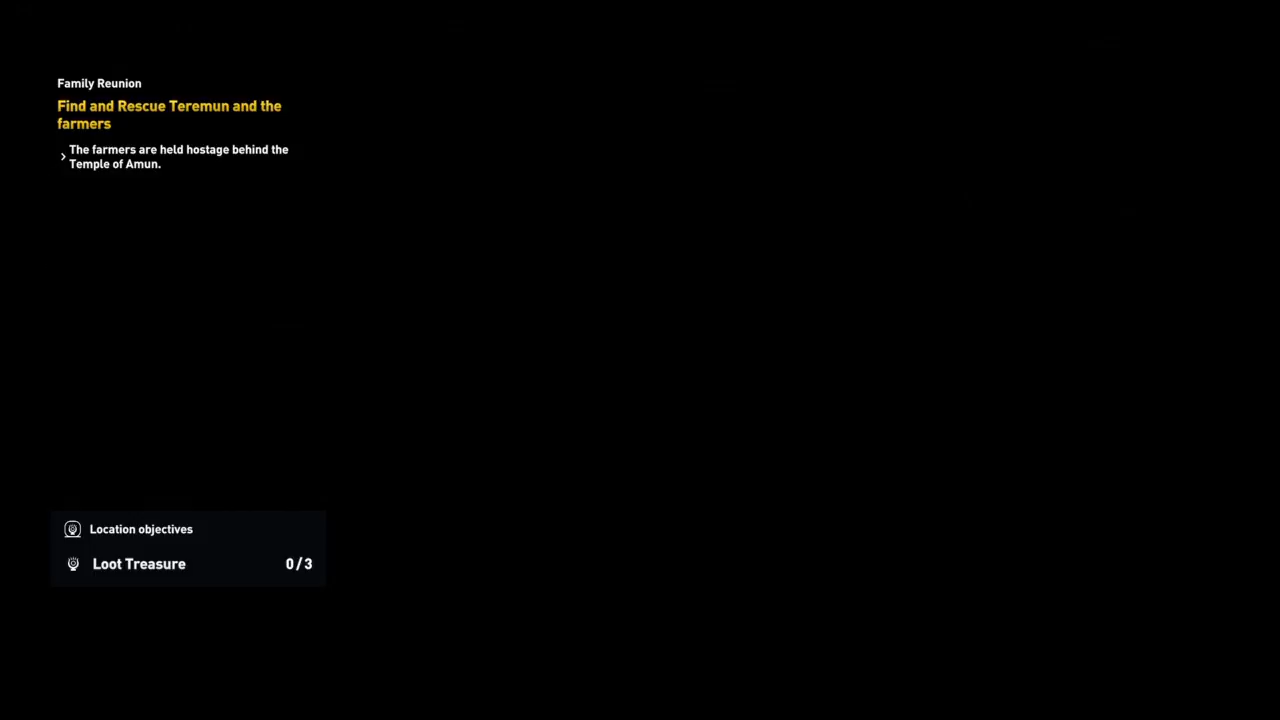 Family Reunion
Find and Rescue Teremun and the
farmers
The farmers are held hostage behind the
Temple of Amun.
Location objectives
Loot Treasure 0/3